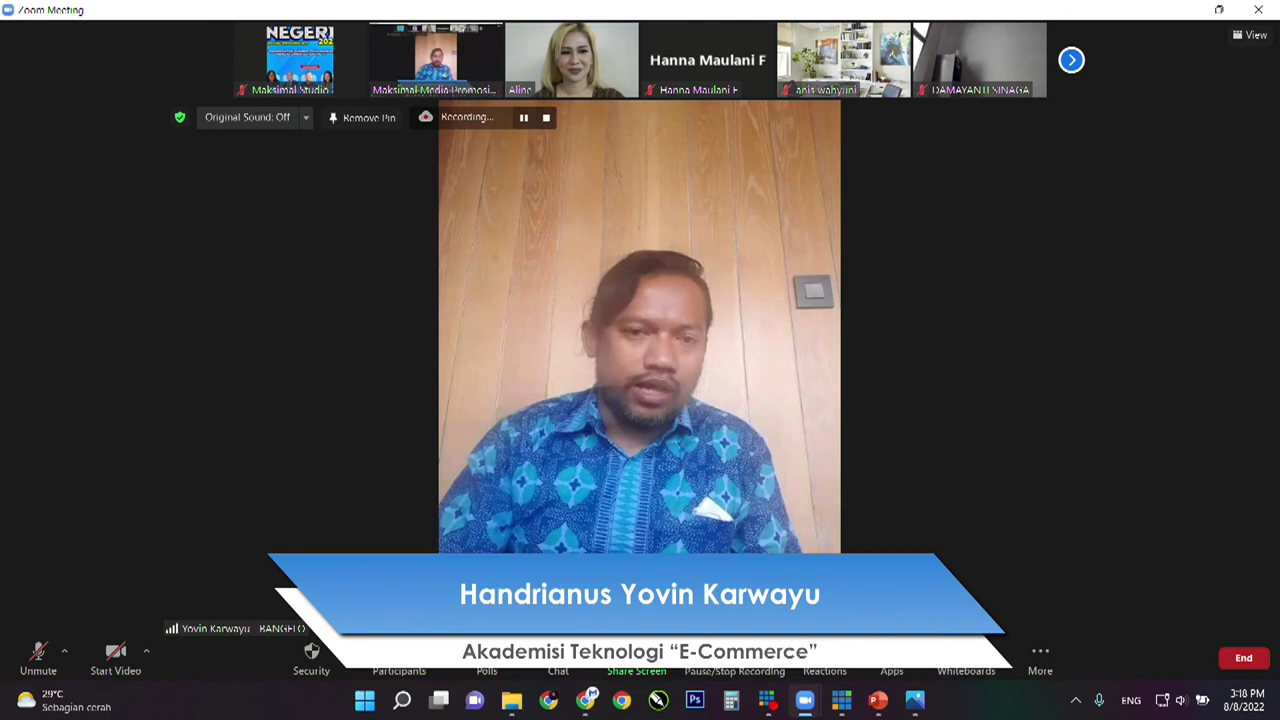 Zoom Meeting
NEGERI
Maksimal Studio
Maksimal Media Promosi...
Aline
Hanna Maulani F
Hanna Maulani F
anis wahyuni
DAMAYANTI SINAGA
View
Original Sound: Off
Remove Pin
Recording...
Handrianus Yovin Karwayu
Yovin Karwayu _ BANGELO
Akademisi Teknologi “E-Commerce”
Unmute
Start Video
Security
Participants
Polls
Chat
Share Screen
Pause/Stop Recording
Reactions
Apps
Whiteboards
More
End
29°C
Sebagian cerah
Ps
ENG
3:18 PM
8/8/2022